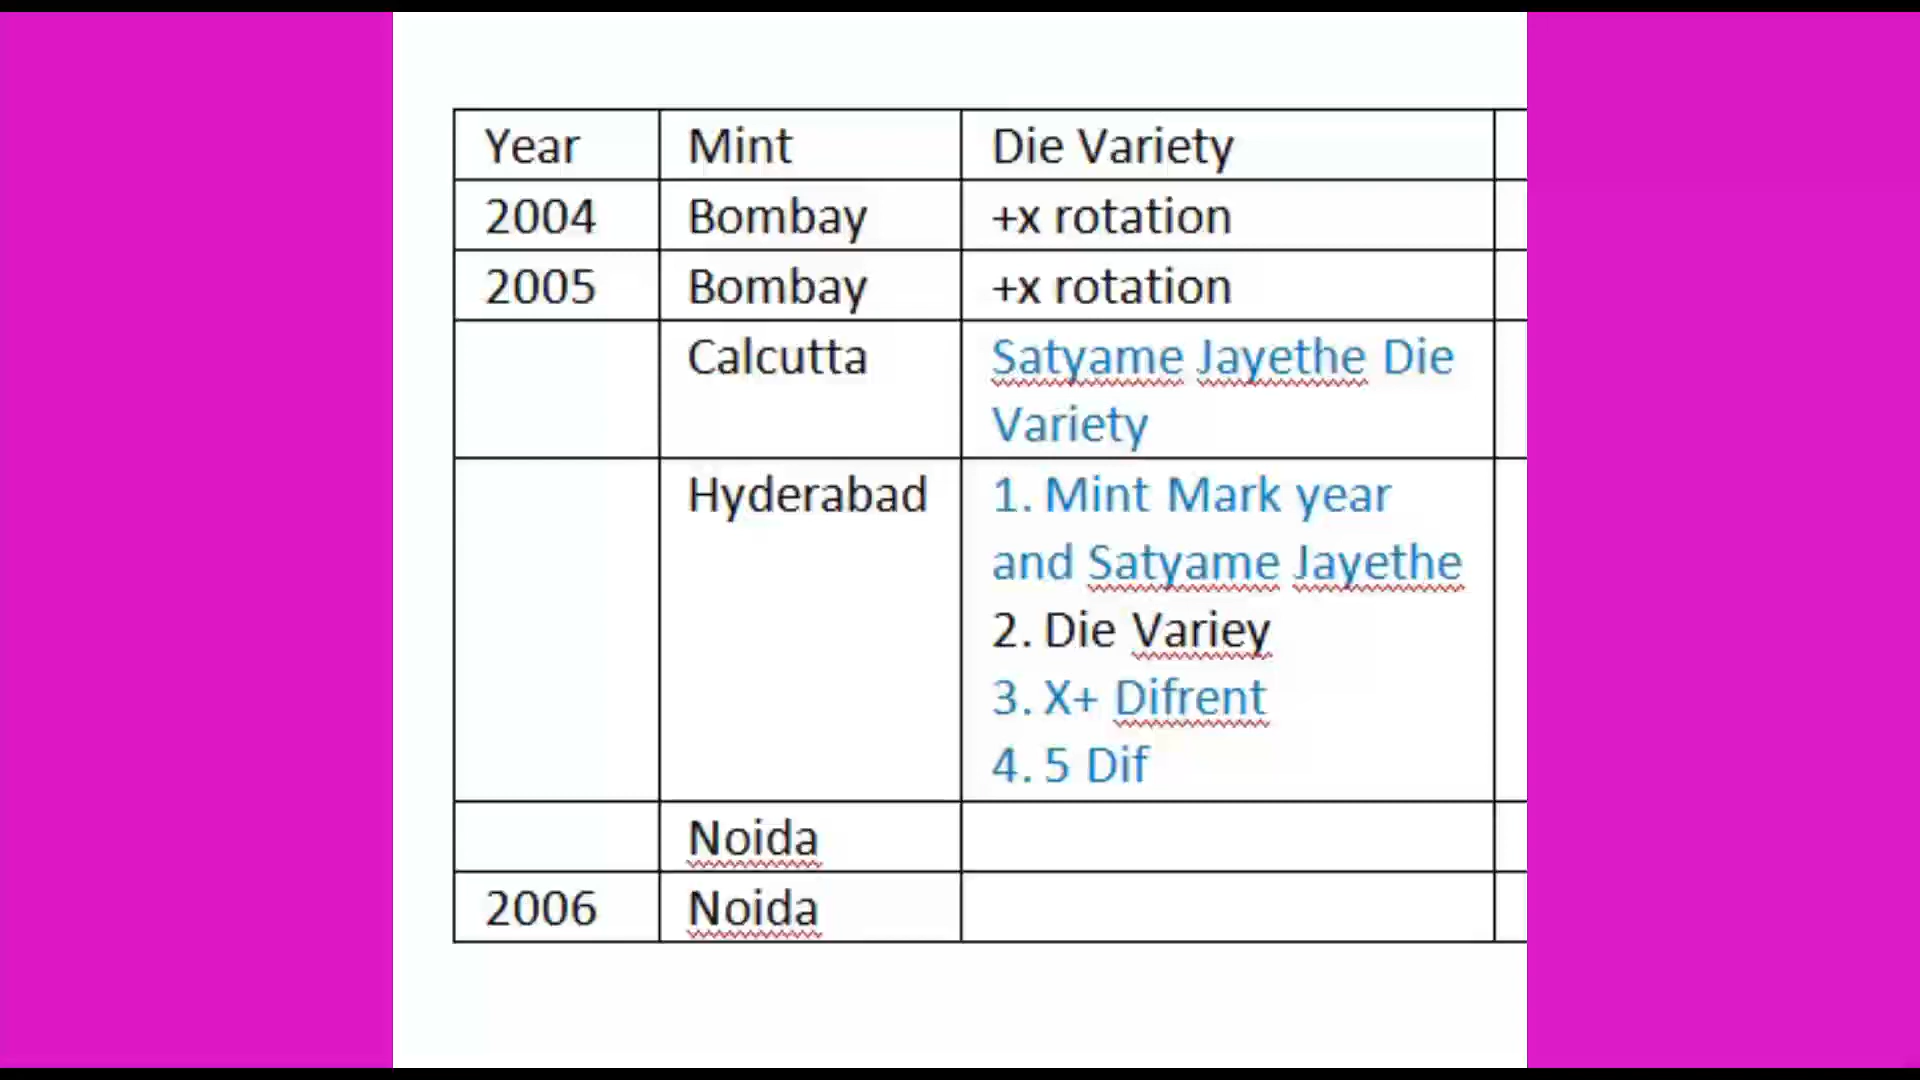 Year Mint Die Variety
2004 Bombay +x rotation
2005 Bombay +x rotation
Calcutta Satyame Jayethe Die
Variety
Hyderabad 1. Mint Mark year
and Satyame Jayethe
2. Die Variey
3. X+ Difrent
4. 5 Dif
Noida
2006 Noida